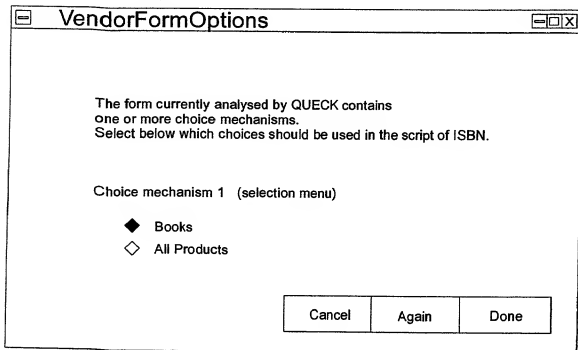 VendorFormOptions
The form currently analysed by QUECK contains
one or more choice mechanisms.
Select below which choices should be used in the script of ISBN.
Choice mechanism 1 (selection menu)
Books
All Products
Cancel Again Done